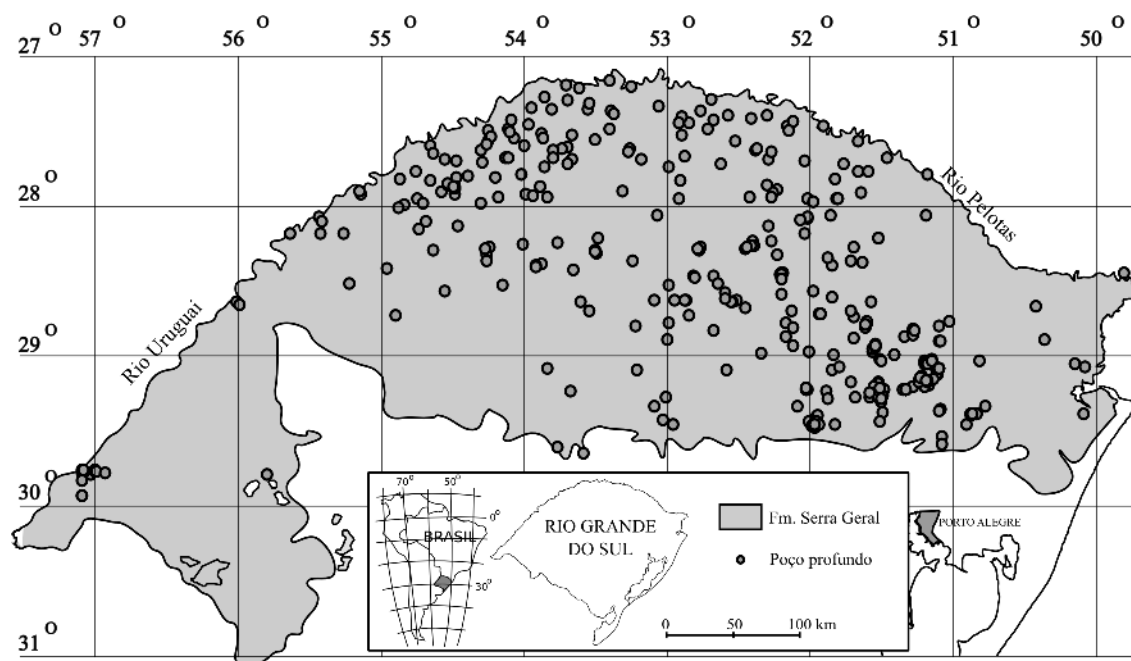 57° 56° 55° 54° 53° 52° 51° 50°
27°
28°
29°
30°
31°
Rio Pelotas
Rio Uruguai
70° 50°
0°
BRASIL
30°
RIO GRANDE
DO SUL
Fm. Serra Geral
Poço profundo
0 50 100 km
PORTO ALEGRE